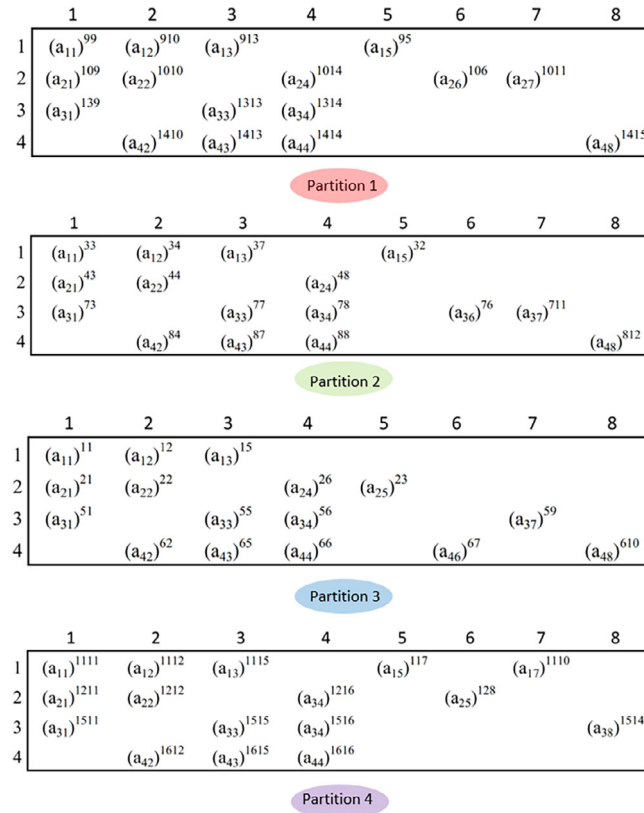 1 2 3 4 5 6 7 8
1 (a₁₁)⁹⁹ (a₁₂)⁹¹⁰ (a₁₃)⁹¹³ (a₁₅)⁹⁵
2 (a₂₁)¹⁰⁹ (a₂₂)¹⁰¹⁰ (a₂₄)¹⁰¹⁴ (a₂₆)¹⁰⁶ (a₂₇)¹⁰¹¹
3 (a₃₁)¹³⁹ (a₃₃)¹³¹³ (a₃₄)¹³¹⁴
4 (a₄₂)¹⁴¹⁰ (a₄₃)¹⁴¹³ (a₄₄)¹⁴¹⁴ (a₄₈)¹⁴¹⁵
Partition 1
1 2 3 4 5 6 7 8
1 (a₁₁)³³ (a₁₂)³⁴ (a₁₃)³⁷ (a₁₅)³²
2 (a₂₁)⁴³ (a₂₂)⁴⁴ (a₂₄)⁴⁸
3 (a₃₁)⁷³ (a₃₃)⁷⁷ (a₃₄)⁷⁸ (a₃₆)⁷⁶ (a₃₇)⁷¹¹
4 (a₄₂)⁸⁴ (a₄₃)⁸⁷ (a₄₄)⁸⁸ (a₄₈)⁸¹²
Partition 2
1 2 3 4 5 6 7 8
1 (a₁₁)¹¹ (a₁₂)¹² (a₁₃)¹⁵
2 (a₂₁)²¹ (a₂₂)²² (a₂₄)²⁶ (a₂₅)²³
3 (a₃₁)⁵¹ (a₃₃)⁵⁵ (a₃₄)⁵⁶ (a₃₇)⁵⁹
4 (a₄₂)⁶² (a₄₃)⁶⁵ (a₄₄)⁶⁶ (a₄₆)⁶⁷ (a₄₈)⁶¹⁰
Partition 3
1 2 3 4 5 6 7 8
1 (a₁₁)¹¹¹¹ (a₁₂)¹¹¹² (a₁₃)¹¹¹⁵ (a₁₅)¹¹⁷ (a₁₇)¹¹¹⁰
2 (a₂₁)¹²¹¹ (a₂₂)¹²¹² (a₃₄)¹²¹⁶ (a₂₅)¹²⁸
3 (a₃₁)¹⁵¹¹ (a₃₃)¹⁵¹⁵ (a₃₄)¹⁵¹⁶ (a₃₈)¹⁵¹⁴
4 (a₄₂)¹⁶¹² (a₄₃)¹⁶¹⁵ (a₄₄)¹⁶¹⁶
Partition 4